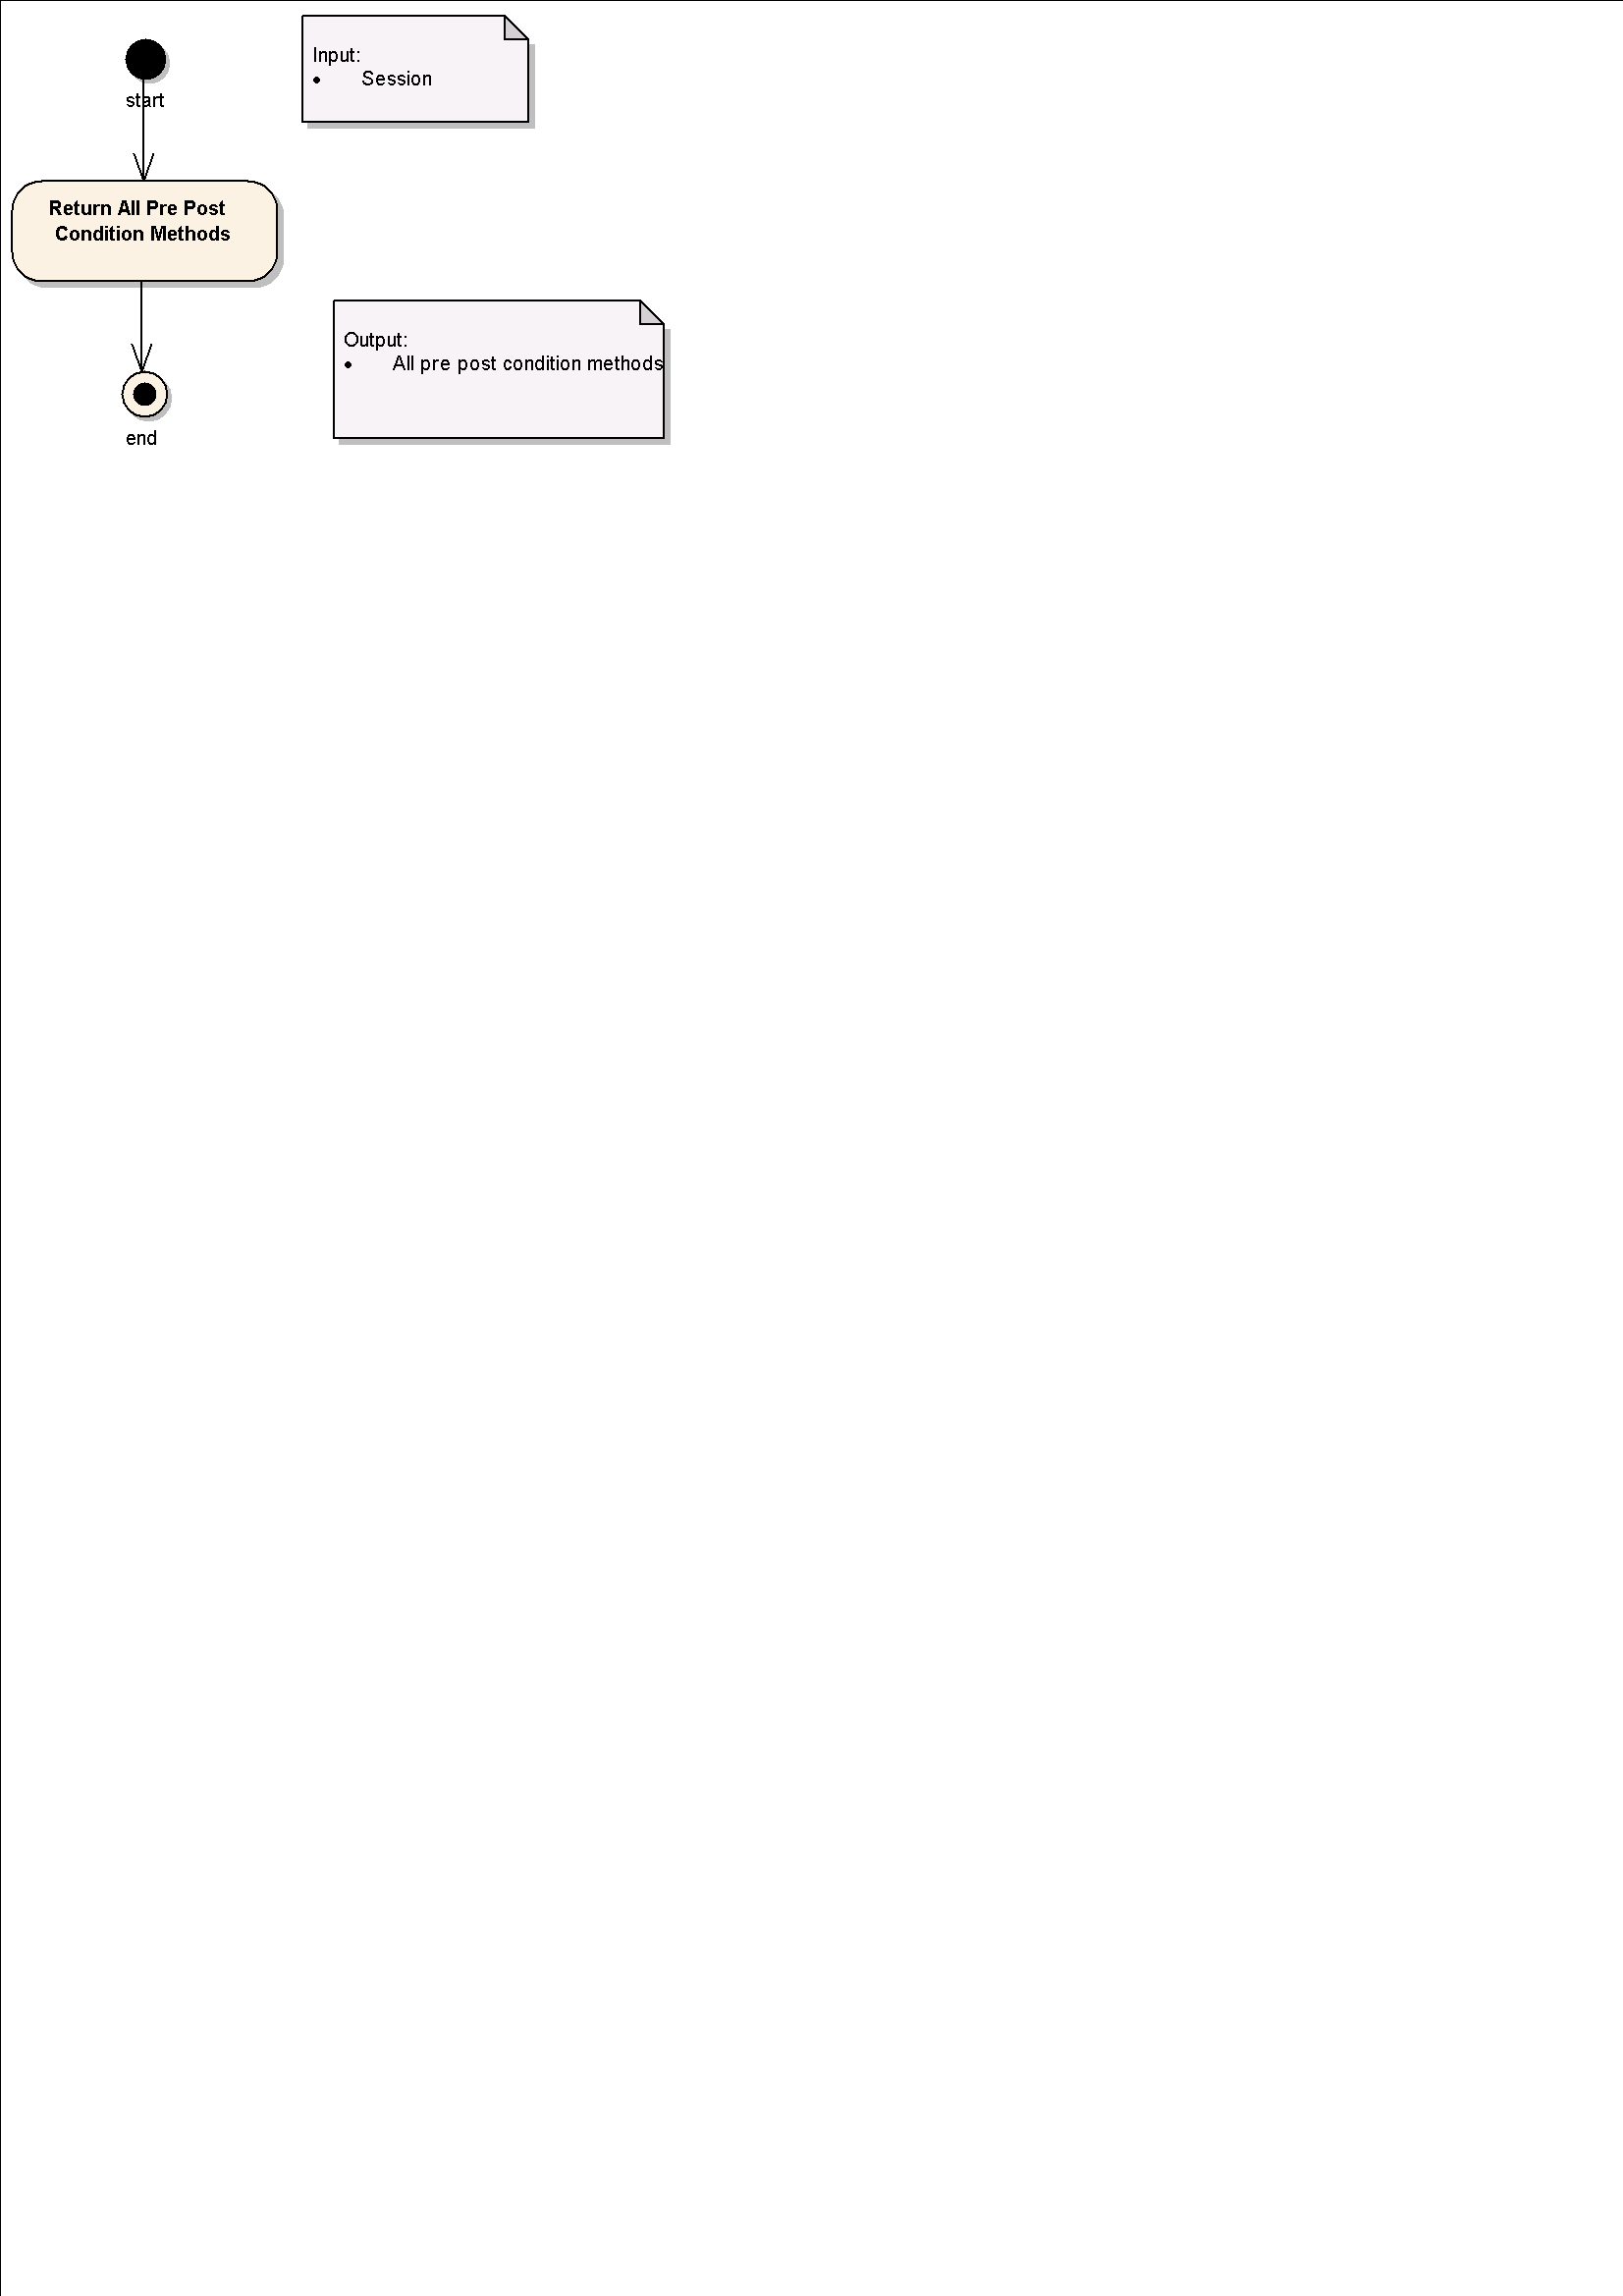 start
Input:
• Session
Return All Pre Post
Condition Methods
Output:
• All pre post condition methods
end